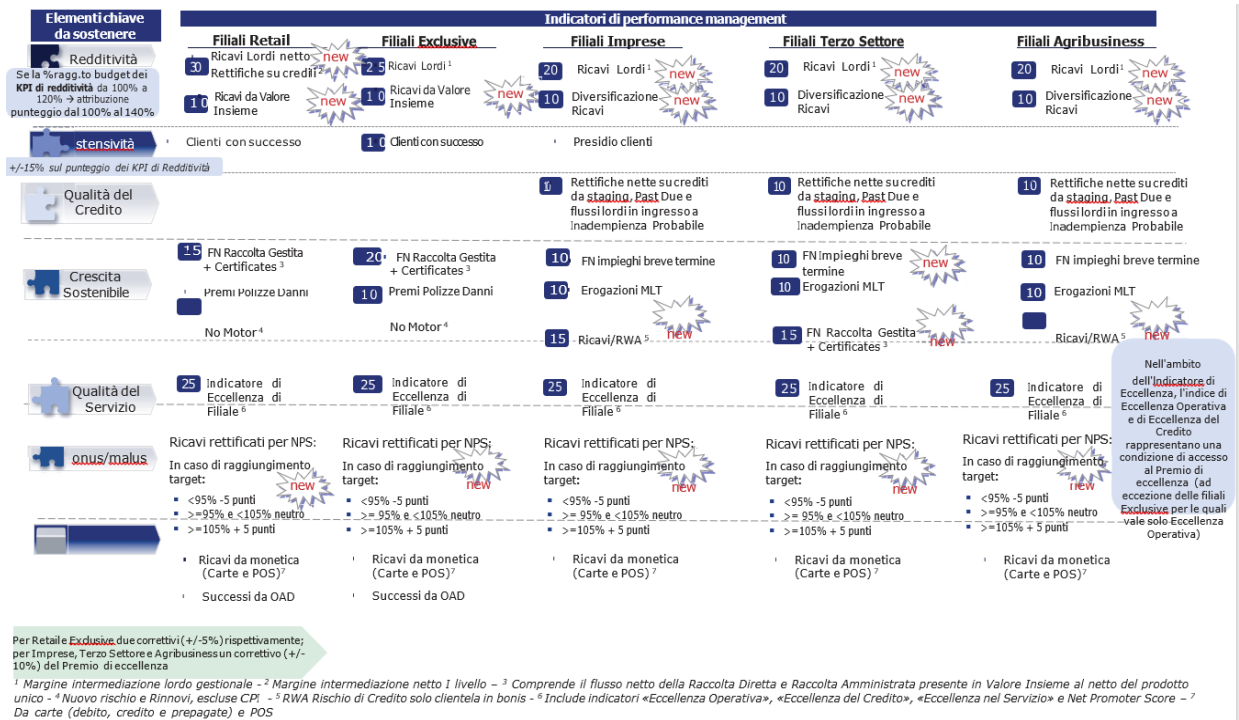 Elementi chiave
da sostenere
Indicatori di performance management
Filiali Retail
Filiali Exclusive
Filiali Imprese
Filiali Terzo Settore
Filiali Agribusiness
Redditività
Se la %ragg.to budget dei
KPI di redditività da 100% a
120% → attribuzione
punteggio dal 100% al 140%
30 Ricavi Lordi netto
Rettifiche su crediti 2
new
10 Ricavi da Valore
Insieme
new
25 Ricavi Lordi 1
10 Ricavi da Valore
Insieme
new
20 Ricavi Lordi 1
new
10 Diversificazione
Ricavi
new
20 Ricavi Lordi 1
new
10 Diversificazione
Ricavi
new
20 Ricavi Lordi 1
new
10 Diversificazione
Ricavi
new
stensività
Clienti con successo
10 Clienti con successo
Presidio clienti
+/-15% sul punteggio dei KPI di Redditività
Qualità del
Credito
Rettifiche nette su crediti
da staging, Past Due e
flussi lordi in ingresso a
Inadempienza Probabile
10 Rettifiche nette su crediti
da staging, Past Due e
flussi lordi in ingresso a
Inadempienza Probabile
10 Rettifiche nette su crediti
da staging, Past Due e
flussi lordi in ingresso a
Inadempienza Probabile
Crescita
Sostenibile
15 FN Raccolta Gestita
+ Certificates 3
Premi Polizze Danni
No Motor 4
20 FN Raccolta Gestita
+ Certificates 3
10 Premi Polizze Danni
No Motor 4
10 FN impieghi breve termine
10 Erogazioni MLT
15 Ricavi/RWA 5
new
10 FN Impieghi breve
termine
new
10 Erogazioni MLT
15 FN Raccolta Gestita
+ Certificates 3
new
10 FN impieghi breve termine
10 Erogazioni MLT
Ricavi/RWA 5
new
Qualità del
Servizio
25 Indicatore di
Eccellenza di
Filiale 6
25 Indicatore di
Eccellenza di
Filiale 6
25 Indicatore di
Eccellenza di
Filiale 6
25 Indicatore di
Eccellenza di
Filiale 6
25 Indicatore di
Eccellenza di
Filiale 6
Nell'ambito
dell'Indicatore di
Eccellenza, l'indice di
Eccellenza Operativa
e di Eccellenza del
Credito
rappresentano una
condizione di accesso
al Premio di
eccellenza (ad
eccezione delle filiali
Exclusive per le quali
vale solo Eccellenza
Operativa)
onus/malus
Ricavi rettificati per NPS:
In caso di raggiungimento
target:
new
▪ <95% -5 punti
▪ >=95% e <105% neutro
▪ >=105% + 5 punti
Ricavi rettificati per NPS:
In caso di raggiungimento
target:
new
▪ <95% -5 punti
▪ >= 95% e <105% neutro
▪ >=105% + 5 punti
Ricavi rettificati per NPS:
In caso di raggiungimento
target:
new
▪ <95% -5 punti
▪ >= 95% e <105% neutro
▪ >=105% + 5 punti
Ricavi rettificati per NPS:
In caso di raggiungimento
target:
new
▪ <95% -5 punti
▪ >= 95% e <105% neutro
▪ >=105% + 5 punti
Ricavi rettificati per NPS:
In caso di raggiungimento
target:
new
▪ <95% -5 punti
▪ >=95% e <105% neutro
▪ >=105% + 5 punti
Ricavi da monetica
(Carte e POS)7
Successi da OAD
Ricavi da monetica
(Carte e POS)7
Successi da OAD
Ricavi da monetica
(Carte e POS) 7
Ricavi da monetica
(Carte e POS) 7
Ricavi da monetica
(Carte e POS) 7
Per Retail e Exclusive due correttivi (+/-5%) rispettivamente;
per Imprese, Terzo Settore e Agribusiness un correttivo (+/-
10%) del Premio di eccellenza
1 Margine intermediazione lordo gestionale - 2 Margine intermediazione netto I livello – 3 Comprende il flusso netto della Raccolta Diretta e Raccolta Amministrata presente in Valore Insieme al netto del prodotto
unico - 4 Nuovo rischio e Rinnovi, escluse CPI - 5 RWA Rischio di Credito solo clientela in bonis - 6 Include indicatori «Eccellenza Operativa», «Eccellenza del Credito», «Eccellenza nel Servizio» e Net Promoter Score – 7
Da carte (debito, credito e prepagate) e POS